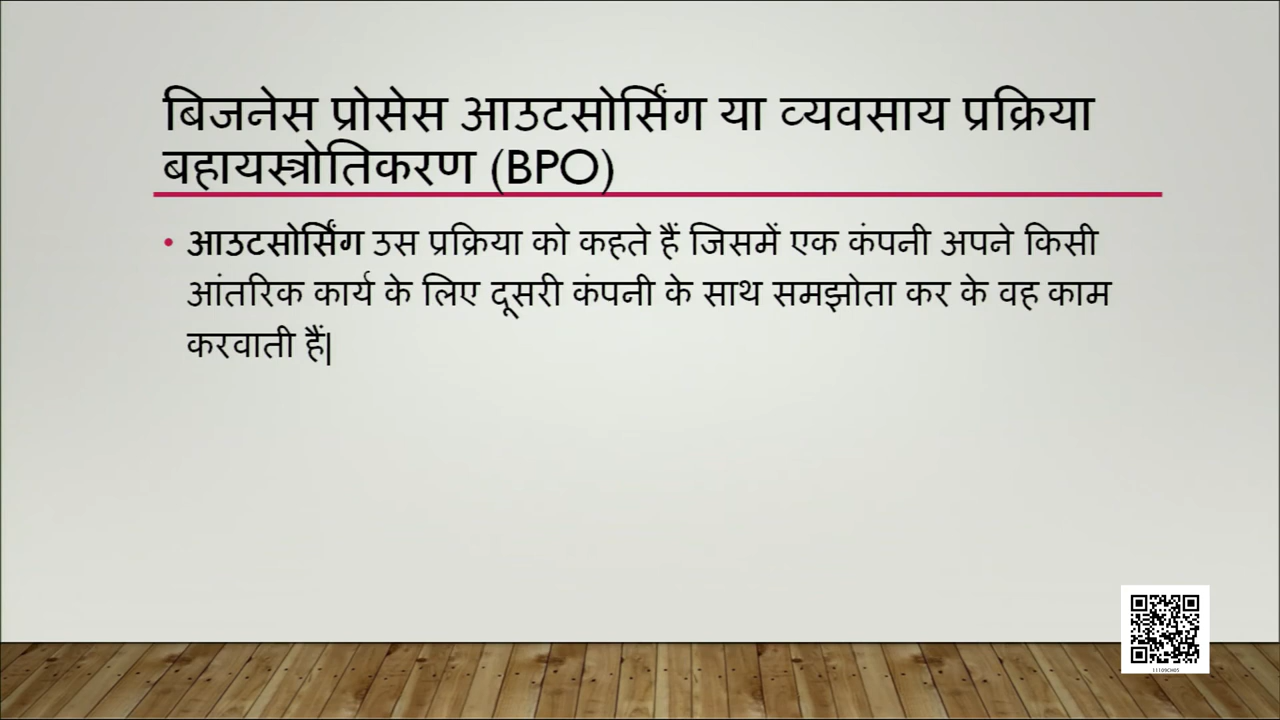 बिजनेस प्रोसेस आउटसोर्सिंग या व्यवसाय प्रक्रिया
बहायस्त्रोतिकरण (BPO)
• आउटसोर्सिंग उस प्रक्रिया को कहते हैं जिसमें एक कंपनी अपने किसी
आंतरिक कार्य के लिए दूसरी कंपनी के साथ समझोता कर के वह काम
करवाती हैं|